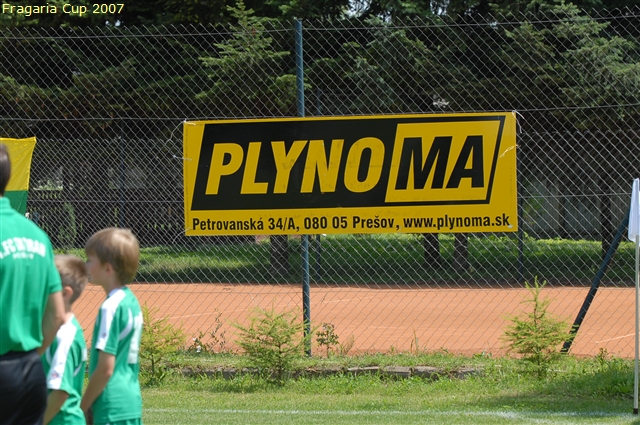 Fragaria Cup 2007
PLYNOMA
Petrovanská 34/A, 080 05 Prešov, www.plynoma.sk